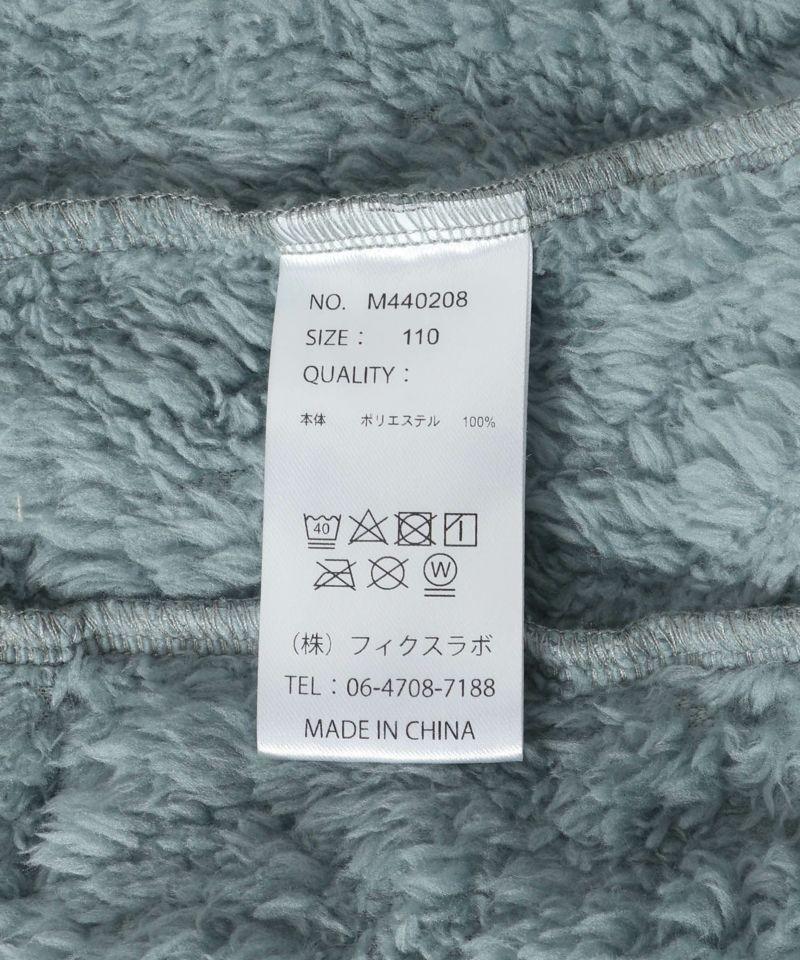 NO. M440208
SIZE： 110
QUALITY：
本体 ポリエステル 100%
40
W
（株）フィクスラボ
TEL：06-4708-7188
MADE IN CHINA